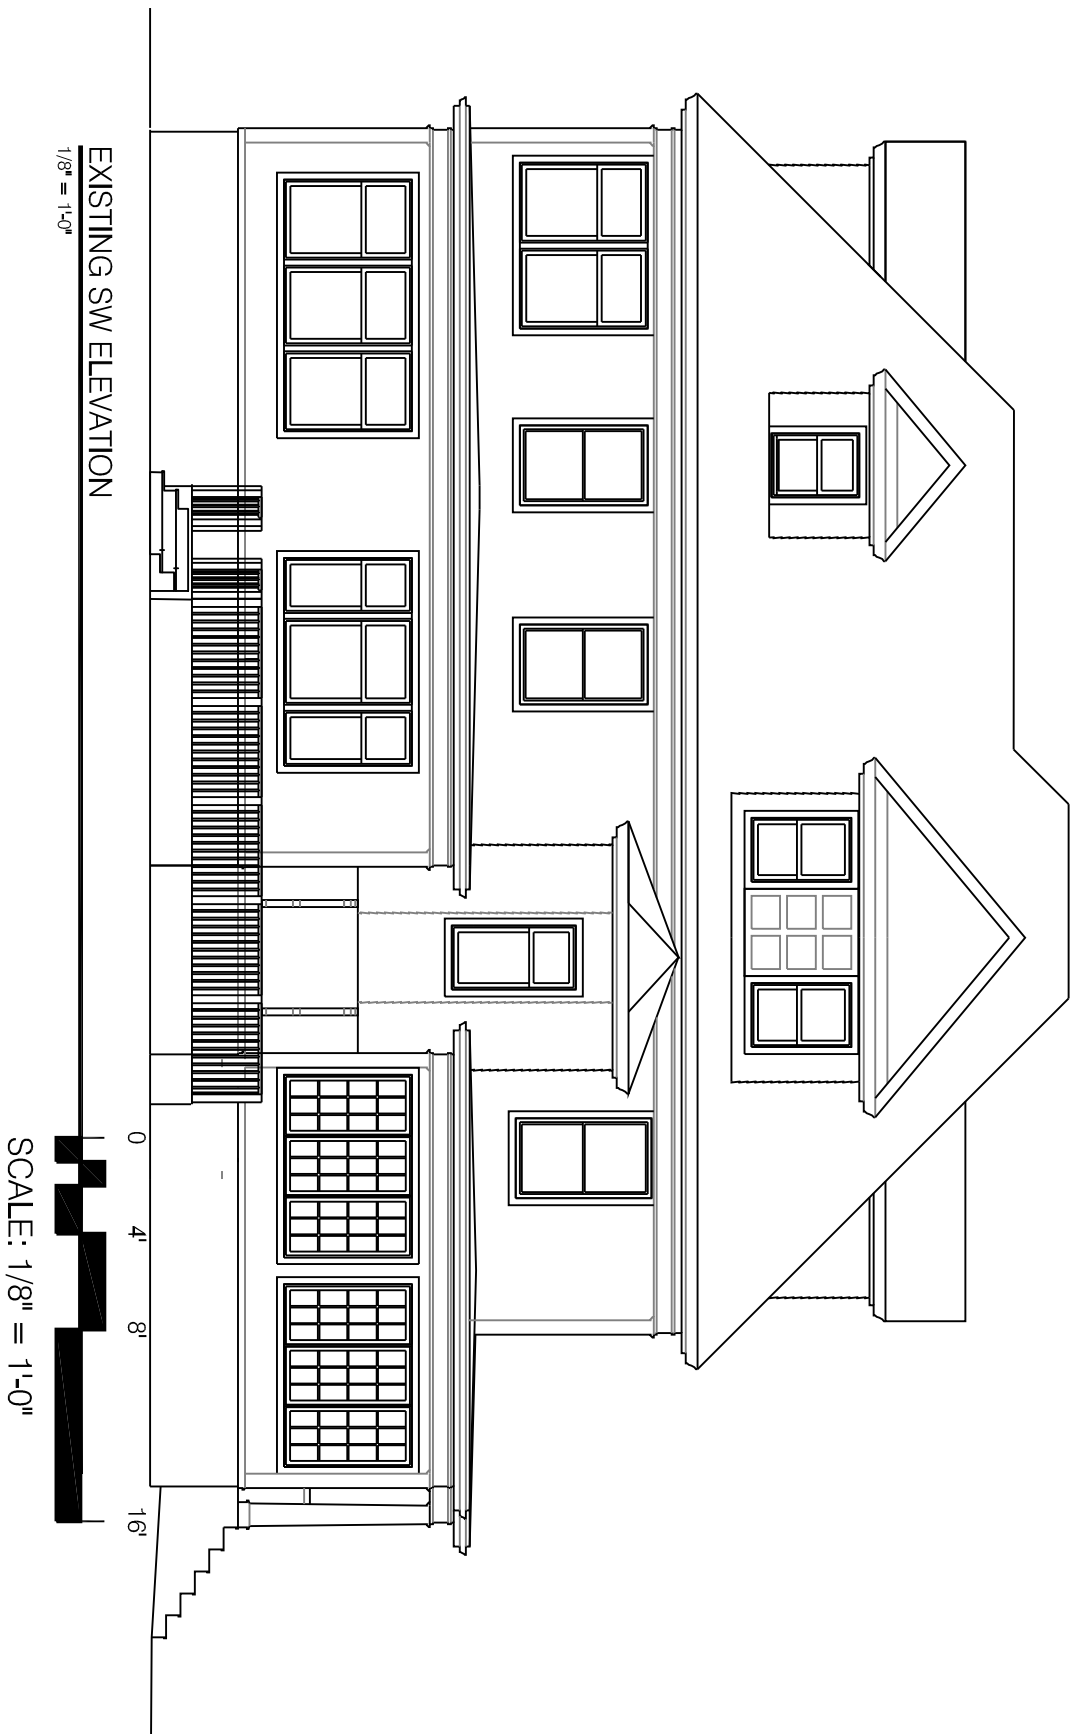 EXISTING SW ELEVATION
1/8" = 1'-0"
0 4' 8' 16'
SCALE: 1/8" = 1'-0"